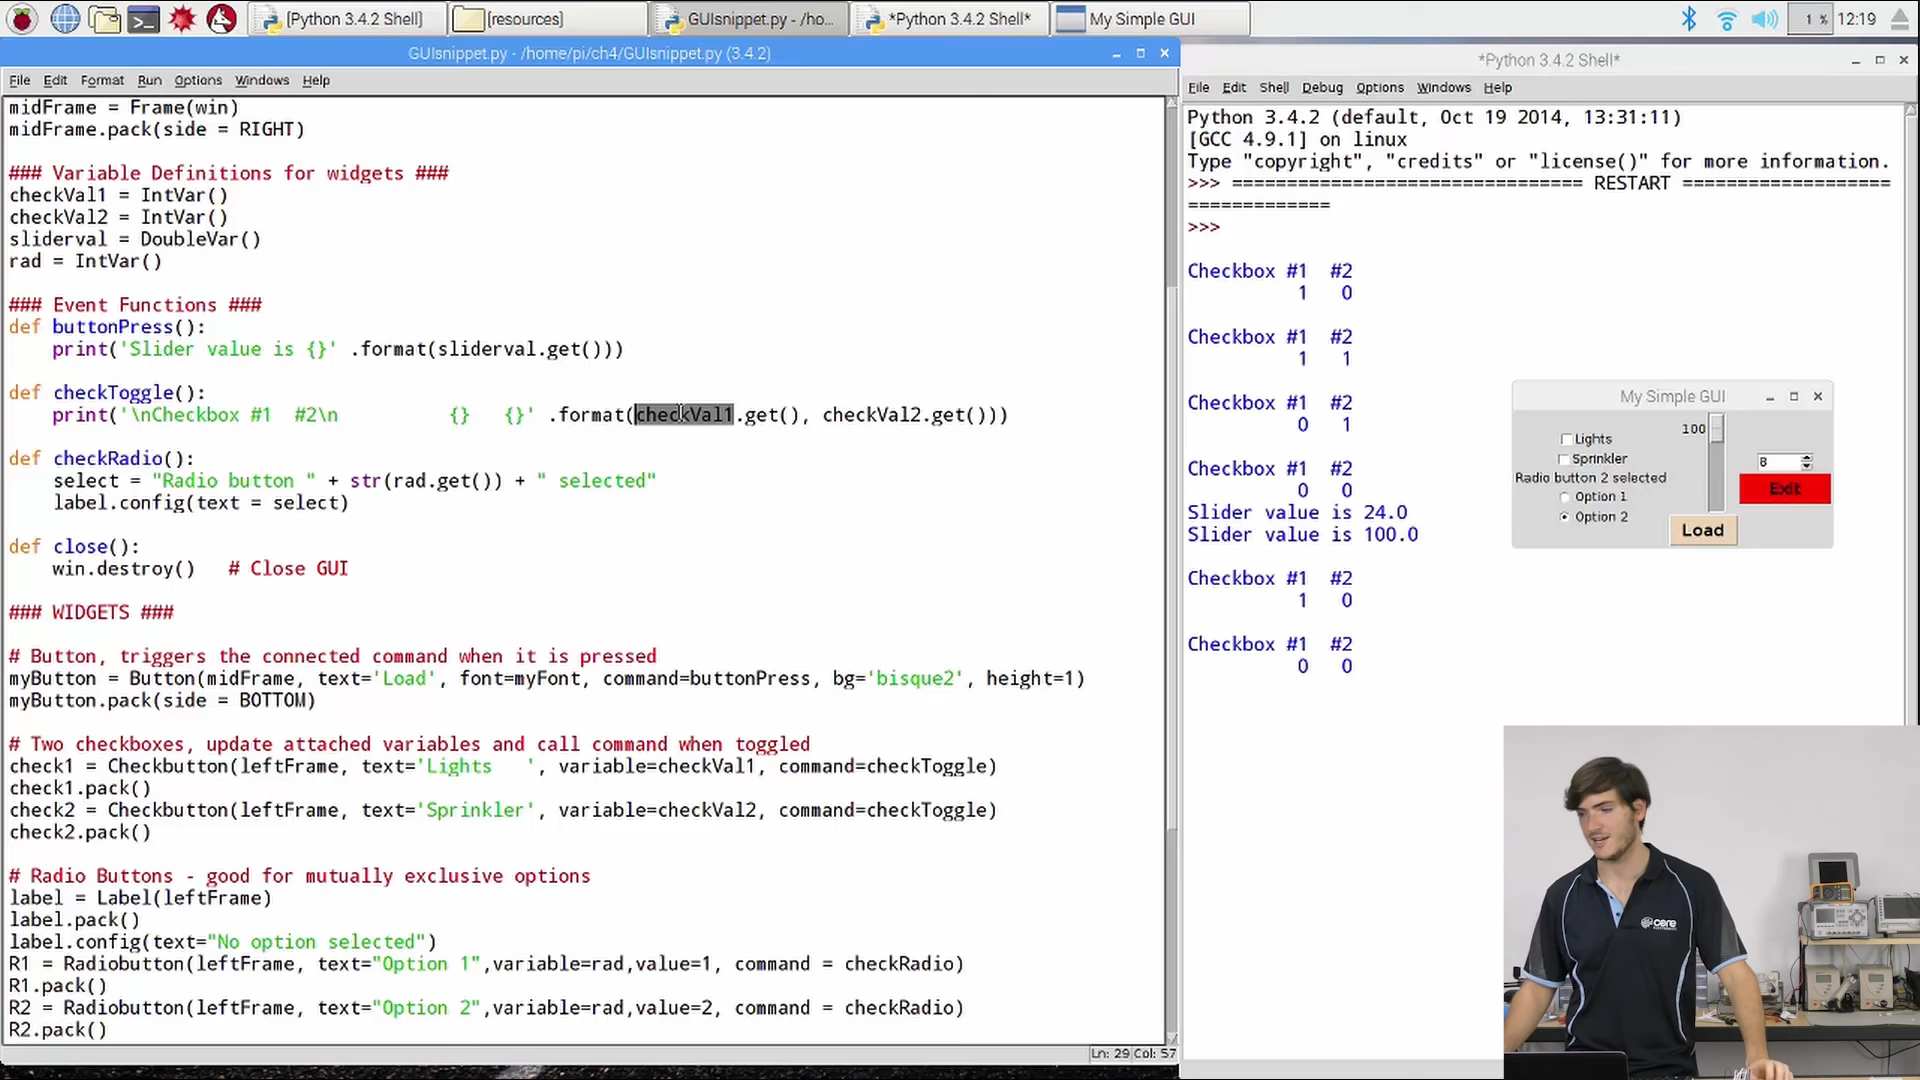 [Python 3.4.2 Shell]
[resources]
GUIsnippet.py - /ho...
*Python 3.4.2 Shell*
My Simple GUI
1 %
12:19
GUIsnippet.py - /home/pi/ch4/GUIsnippet.py (3.4.2)
File Edit Format Run Options Windows Help
midFrame = Frame(win)
midFrame.pack(side = RIGHT)
### Variable Definitions for widgets ###
checkVal1 = IntVar()
checkVal2 = IntVar()
sliderval = DoubleVar()
rad = IntVar()
### Event Functions ###
def buttonPress():
    print('Slider value is {}' .format(sliderval.get()))
def checkToggle():
    print('\nCheckbox #1  #2\n          {}   {}' .format(checkVal1.get(), checkVal2.get()))
def checkRadio():
    select = "Radio button " + str(rad.get()) + " selected"
    label.config(text = select)
def close():
    win.destroy()   # Close GUI
### WIDGETS ###
# Button, triggers the connected command when it is pressed
myButton = Button(midFrame, text='Load', font=myFont, command=buttonPress, bg='bisque2', height=1)
myButton.pack(side = BOTTOM)
# Two checkboxes, update attached variables and call command when toggled
check1 = Checkbutton(leftFrame, text='Lights   ', variable=checkVal1, command=checkToggle)
check1.pack()
check2 = Checkbutton(leftFrame, text='Sprinkler', variable=checkVal2, command=checkToggle)
check2.pack()
# Radio Buttons - good for mutually exclusive options
label = Label(leftFrame)
label.pack()
label.config(text="No option selected")
R1 = Radiobutton(leftFrame, text="Option 1",variable=rad,value=1, command = checkRadio)
R1.pack()
R2 = Radiobutton(leftFrame, text="Option 2",variable=rad,value=2, command = checkRadio)
R2.pack()
Ln: 29 Col: 57
*Python 3.4.2 Shell*
File Edit Shell Debug Options Windows Help
Python 3.4.2 (default, Oct 19 2014, 13:31:11)
[GCC 4.9.1] on linux
Type "copyright", "credits" or "license()" for more information.
>>> ================================ RESTART ===================
=============
>>>
Checkbox #1  #2
          1   0
Checkbox #1  #2
          1   1
Checkbox #1  #2
          0   1
Checkbox #1  #2
          0   0
Slider value is 24.0
Slider value is 100.0
Checkbox #1  #2
          1   0
Checkbox #1  #2
          0   0
My Simple GUI
Lights
Sprinkler
Radio button 2 selected
Option 1
Option 2
100
Load
8
Exit
core
ELECTRONICS